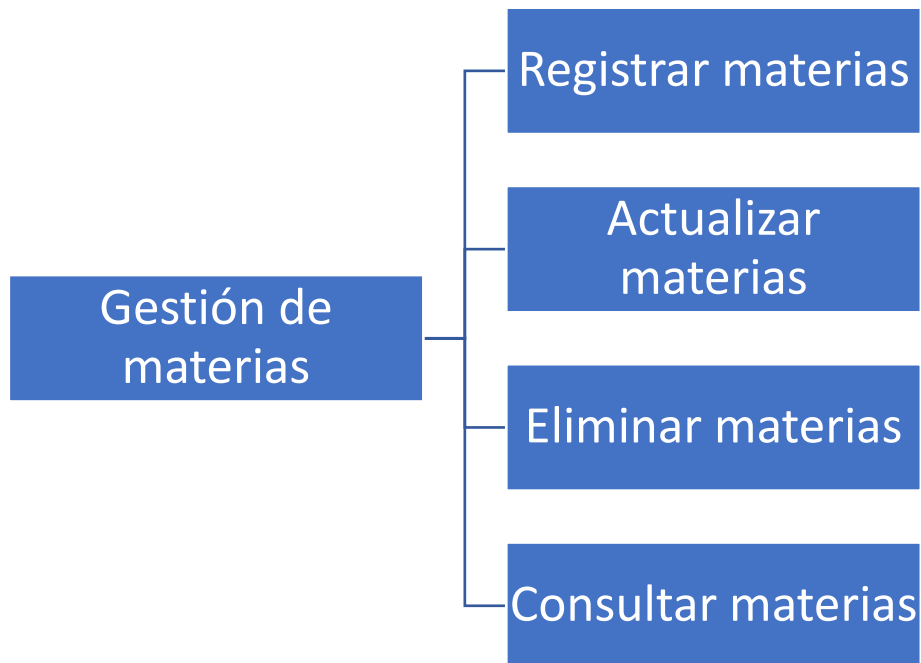 Registrar materias
Actualizar
materias
Gestión de
materias
Eliminar materias
Consultar materias